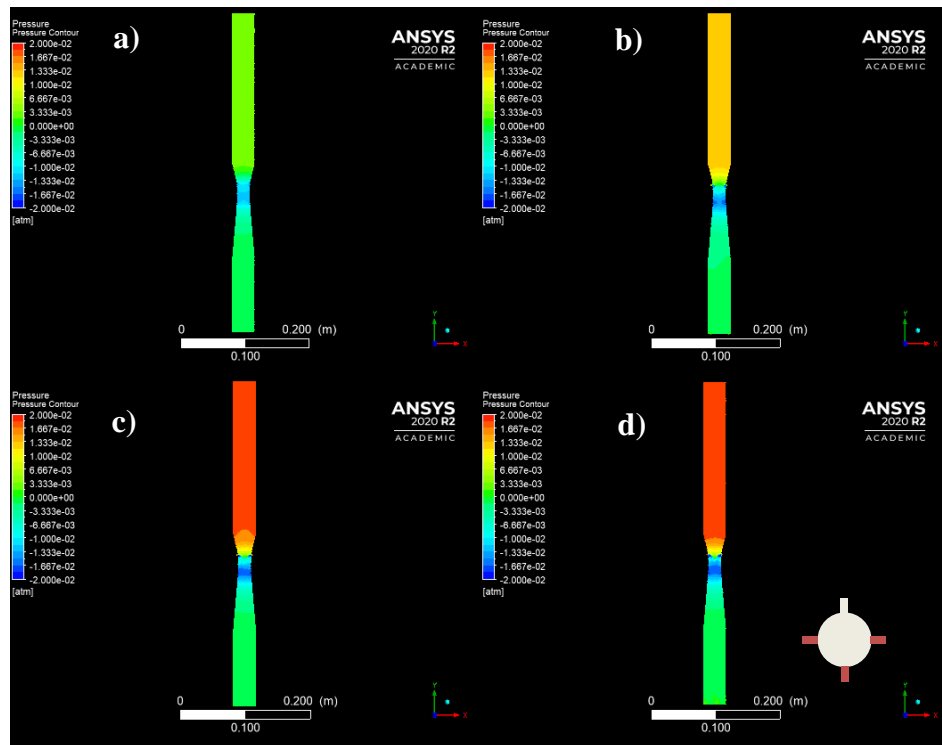 a)
Pressure
Pressure Contour
2.000e-02
1.667e-02
1.333e-02
1.000e-02
6.667e-03
3.333e-03
0.000e+00
-3.333e-03
-6.667e-03
-1.000e-02
-1.333e-02
-1.667e-02
-2.000e-02
[atm]
ANSYS
2020 R2
ACADEMIC
0 0.200 (m)
0.100
Y
X
b)
Pressure
Pressure Contour
2.000e-02
1.667e-02
1.333e-02
1.000e-02
6.667e-03
3.333e-03
0.000e+00
-3.333e-03
-6.667e-03
-1.000e-02
-1.333e-02
-1.667e-02
-2.000e-02
[atm]
ANSYS
2020 R2
ACADEMIC
0 0.200 (m)
0.100
Y
X
c)
Pressure
Pressure Contour
2.000e-02
1.667e-02
1.333e-02
1.000e-02
6.667e-03
3.333e-03
0.000e+00
-3.333e-03
-6.667e-03
-1.000e-02
-1.333e-02
-1.667e-02
-2.000e-02
[atm]
ANSYS
2020 R2
ACADEMIC
0 0.200 (m)
0.100
Y
X
d)
Pressure
Pressure Contour
2.000e-02
1.667e-02
1.333e-02
1.000e-02
6.667e-03
3.333e-03
0.000e+00
-3.333e-03
-6.667e-03
-1.000e-02
-1.333e-02
-1.667e-02
-2.000e-02
[atm]
ANSYS
2020 R2
ACADEMIC
0 0.200 (m)
0.100
Y
X